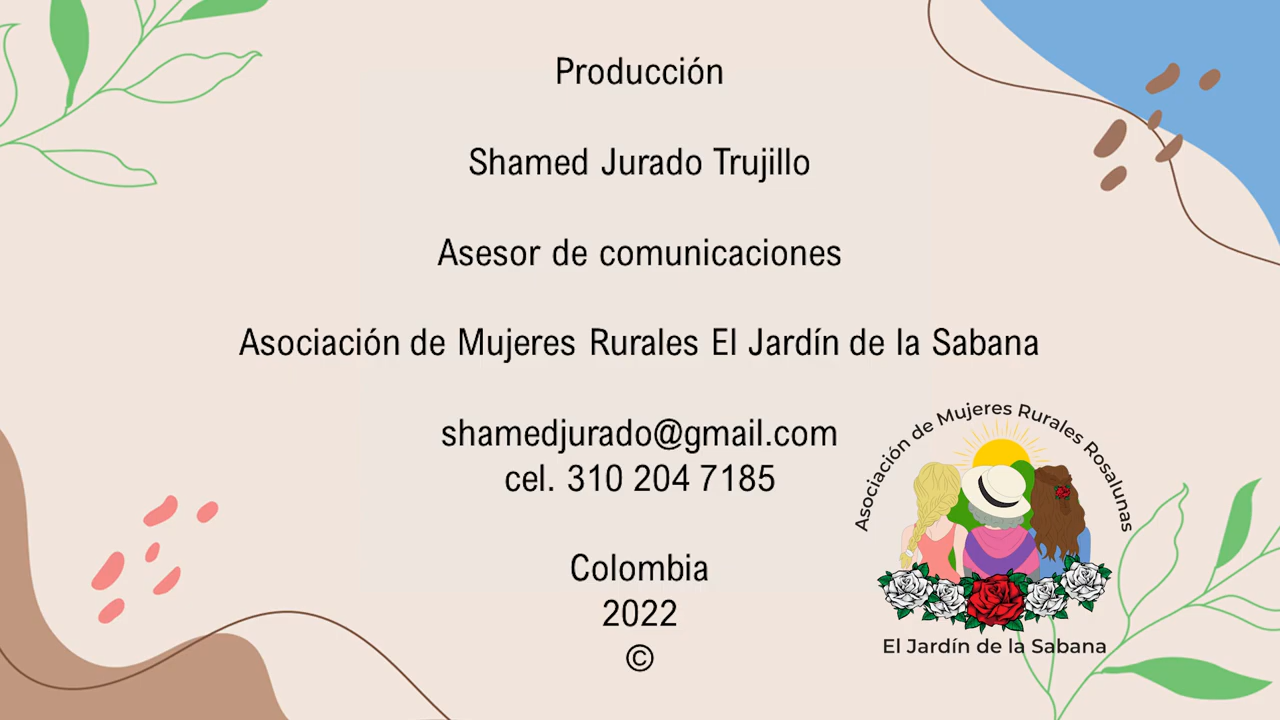 Producción
Shamed Jurado Trujillo
Asesor de comunicaciones
Asociación de Mujeres Rurales El Jardín de la Sabana
shamedjurado@gmail.com
cel. 310 204 7185
Colombia
2022
©
Asociación de Mujeres Rurales Rosalunas
El Jardín de la Sabana